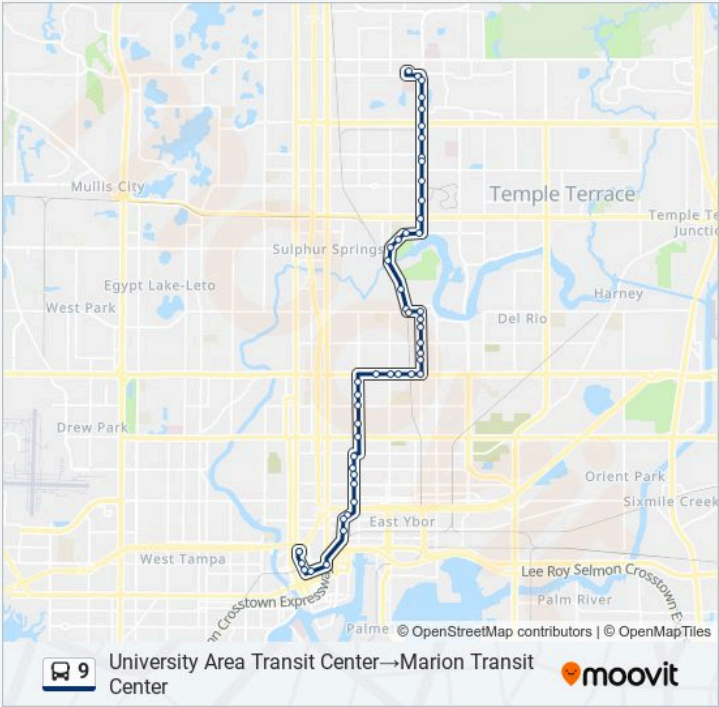 Mullis City
Temple Terrace
Temple Te
Juncti
Sulphur Springs
Egypt Lake-Leto
West Park
Harney
Del Rio
Drew Park
Orient Park
Sixmile Creek
East Ybor
West Tampa
Lee Roy Selmon Crosstown E
on Crosstown Expressway
Palm River
Palme
© OpenStreetMap contributors | © OpenMapTiles
9
University Area Transit Center→Marion Transit
Center
moovit